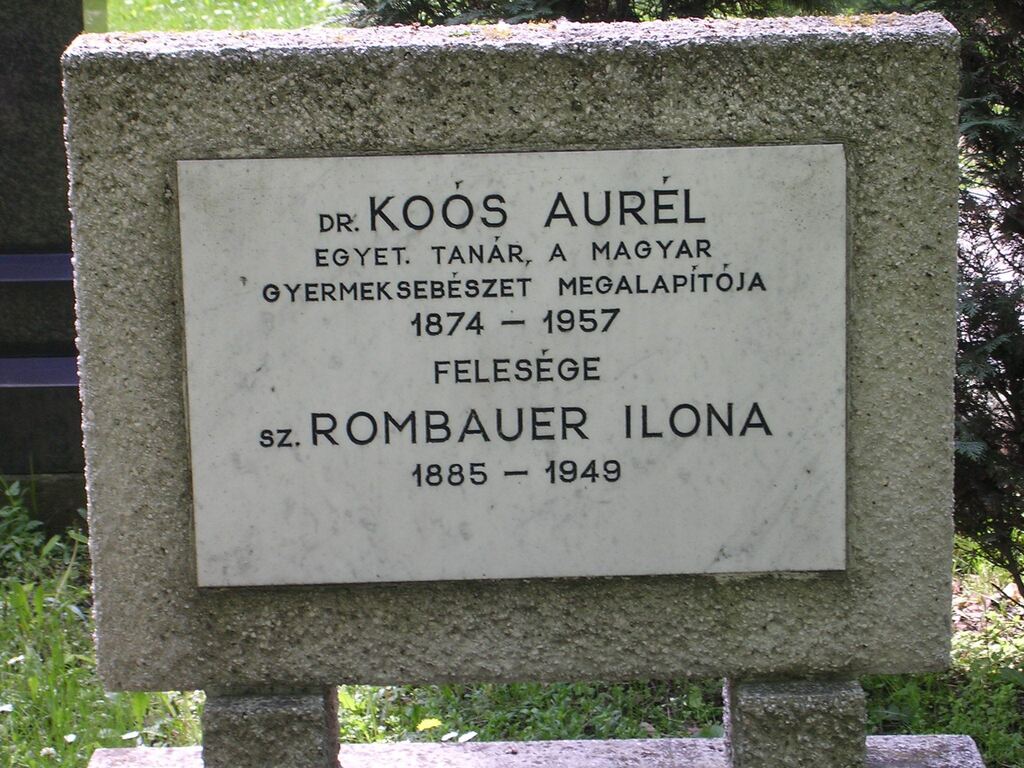 DR. KOÓS AURÉL
EGYET. TANÁR, A MAGYAR
GYERMEKSEBÉSZET MEGALAPÍTÓJA
1874 – 1957
FELESÉGE
SZ. ROMBAUER ILONA
1885 – 1949